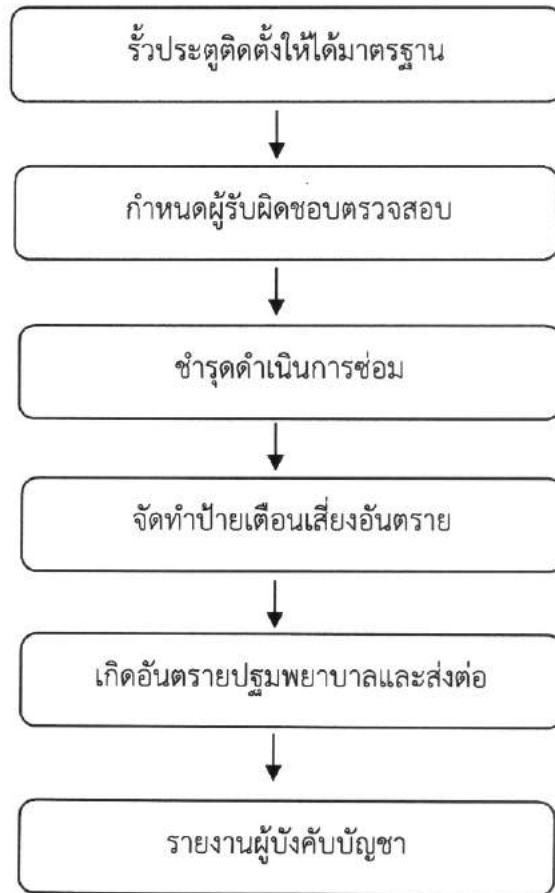 รั้วประตูติดตั้งให้ได้มาตรฐาน
กำหนดผู้รับผิดชอบตรวจสอบ
ชำรุดดำเนินการซ่อม
จัดทำป้ายเตือนเสี่ยงอันตราย
เกิดอันตรายปฐมพยาบาลและส่งต่อ
รายงานผู้บังคับบัญชา